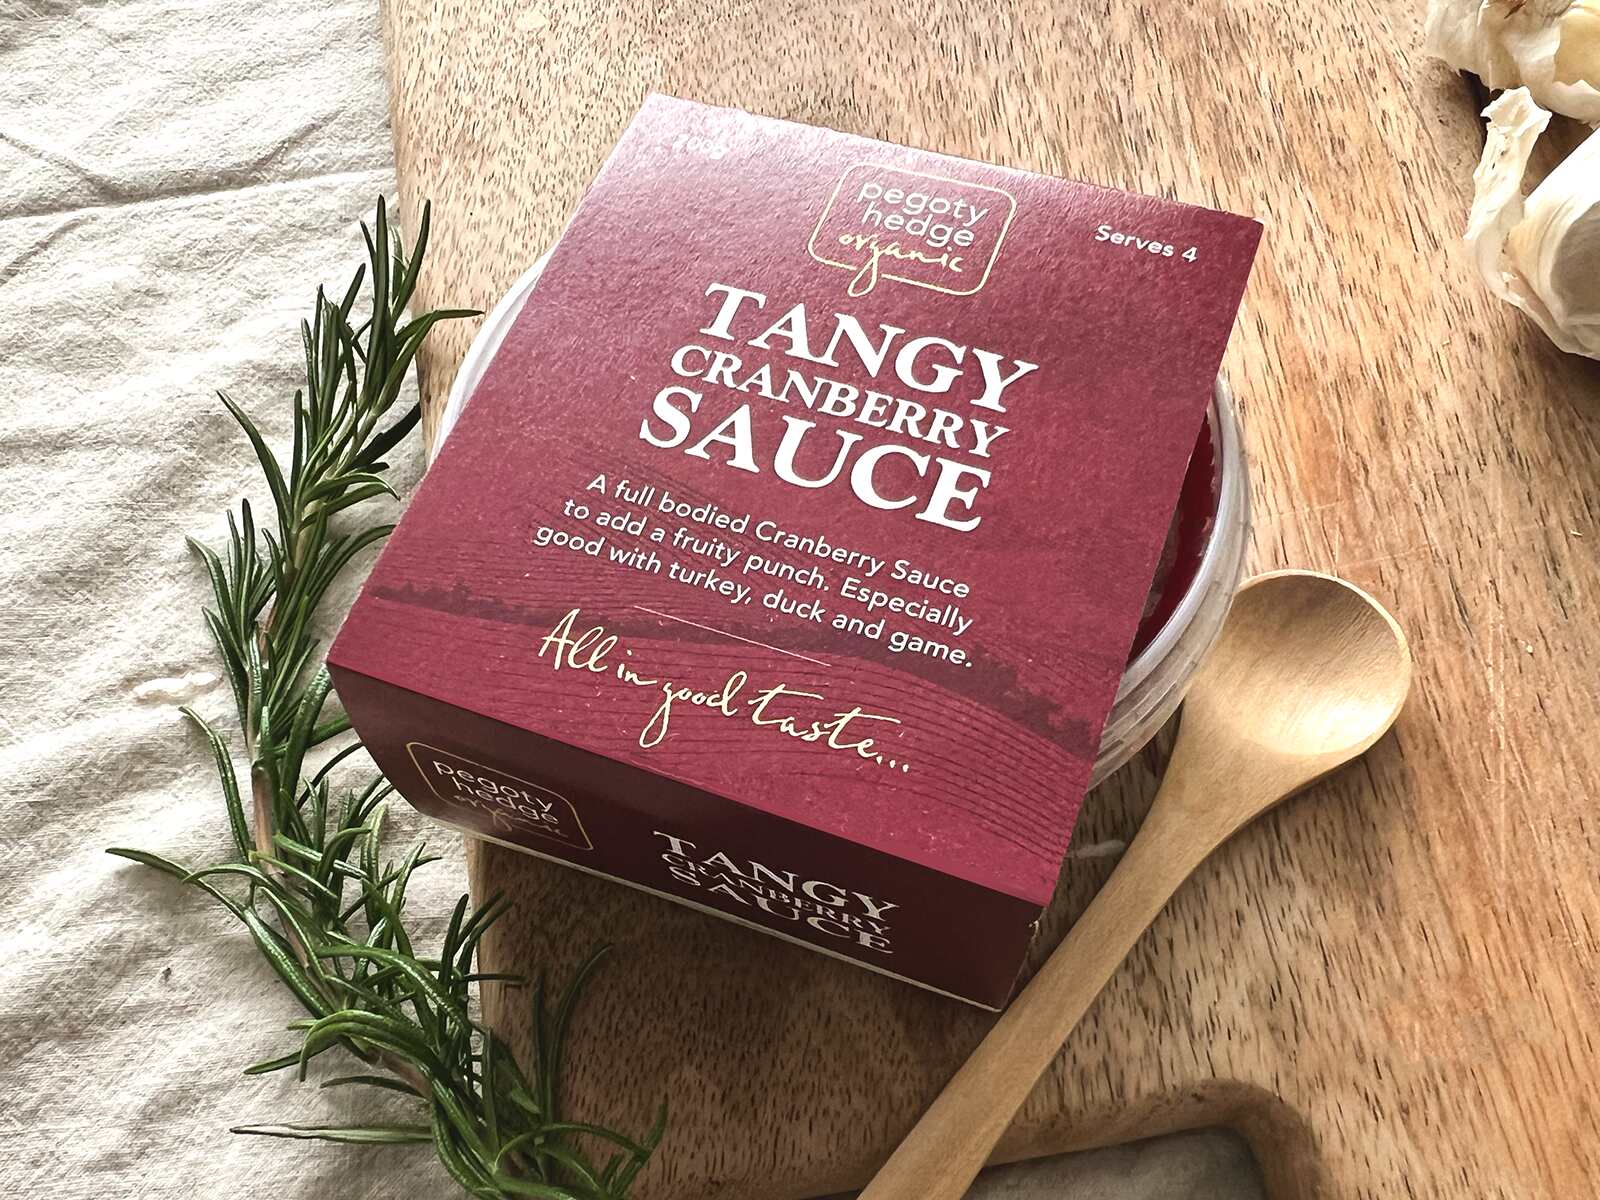 pegoty
hedge
organic
Serves 4
TANGY
CRANBERRY
SAUCE
A full bodied Cranberry Sauce
to add a fruity punch. Especially
good with turkey, duck and game.
All in good taste...
pegoty
hedge
organic
TANGY
CRANBERRY
SAUCE